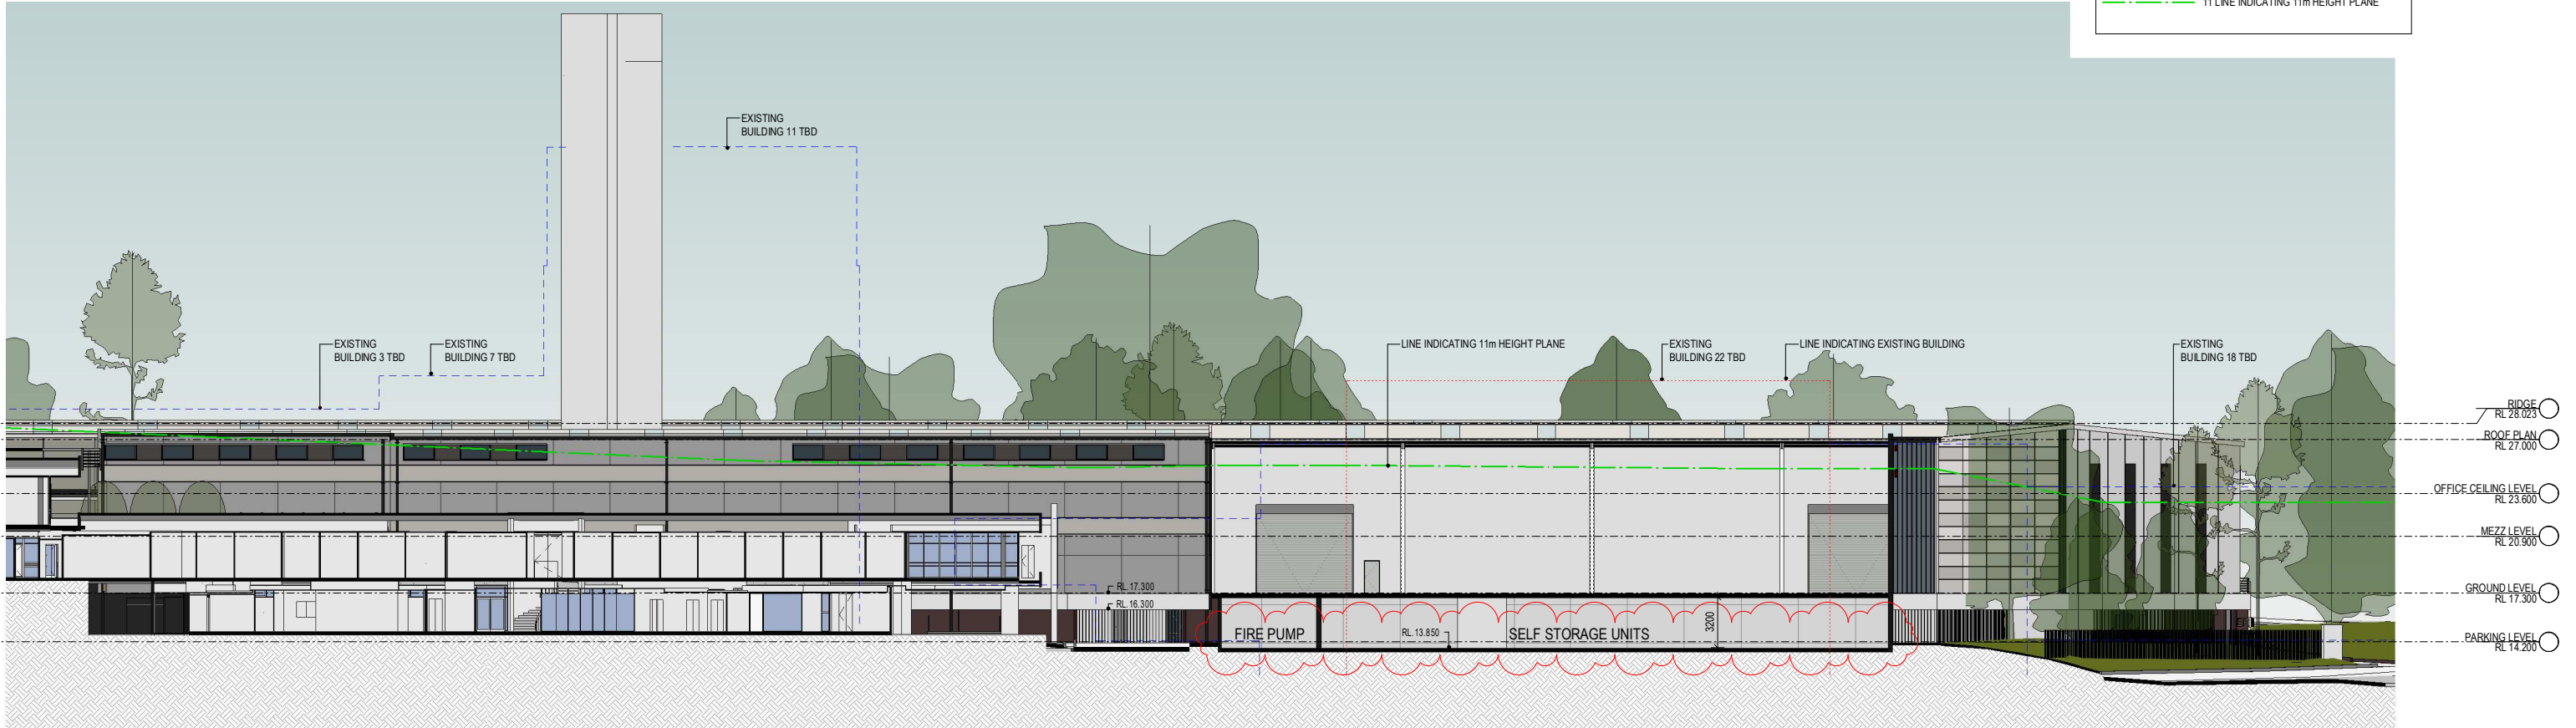 11 LINE INDICATING 11m HEIGHT PLANE
EXISTING
BUILDING 11 TBD
EXISTING
BUILDING 3 TBD
EXISTING
BUILDING 7 TBD
LINE INDICATING 11m HEIGHT PLANE
EXISTING
BUILDING 22 TBD
LINE INDICATING EXISTING BUILDING
EXISTING
BUILDING 18 TBD
RIDGE
RL 28.023
ROOF PLAN
RL 27.000
OFFICE CEILING LEVEL
RL 23.600
MEZZ LEVEL
RL 20.900
GROUND LEVEL
RL 17.300
PARKING LEVEL
RL 14.200
RL. 17.300
RL. 16.300
FIRE PUMP
RL. 13.850
SELF STORAGE UNITS
3200